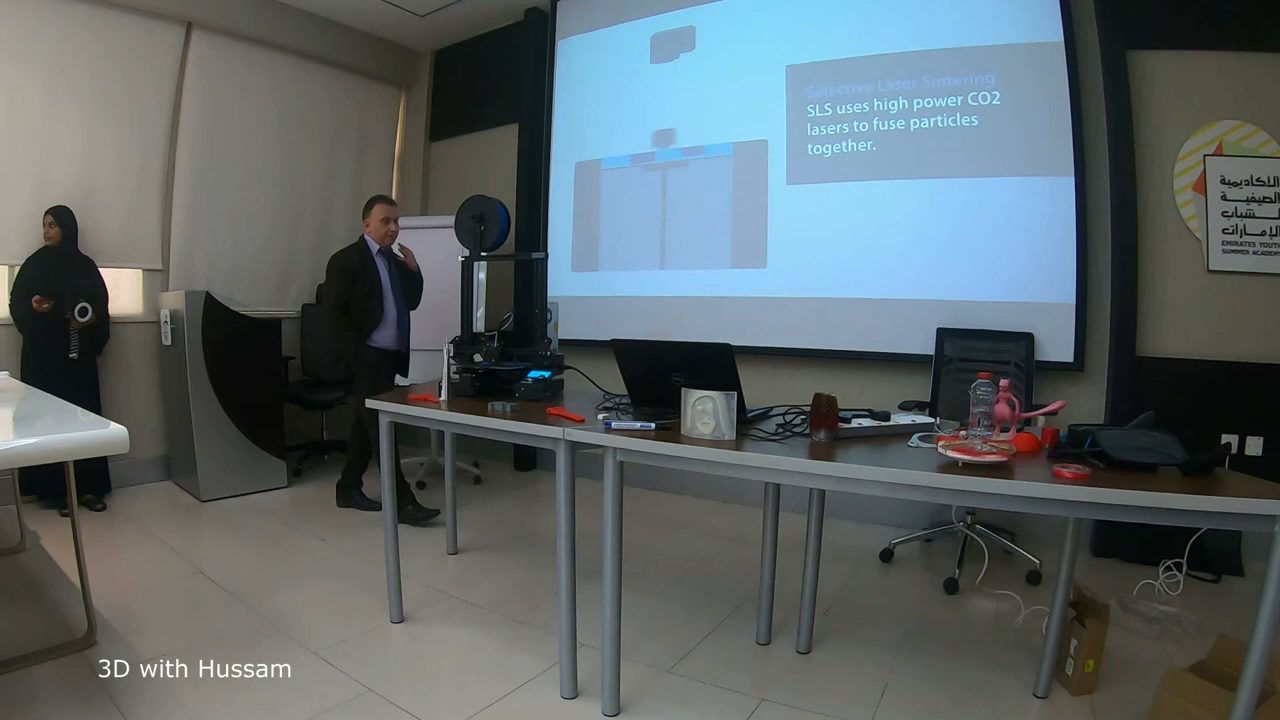 Selective Laser Sintering
SLS uses high power CO2
lasers to fuse particles
together.
الأكاديمية
الصيفية
لشباب
الإمارات
EMIRATES YOUTH
SUMMER ACADEMY
3D with Hussam